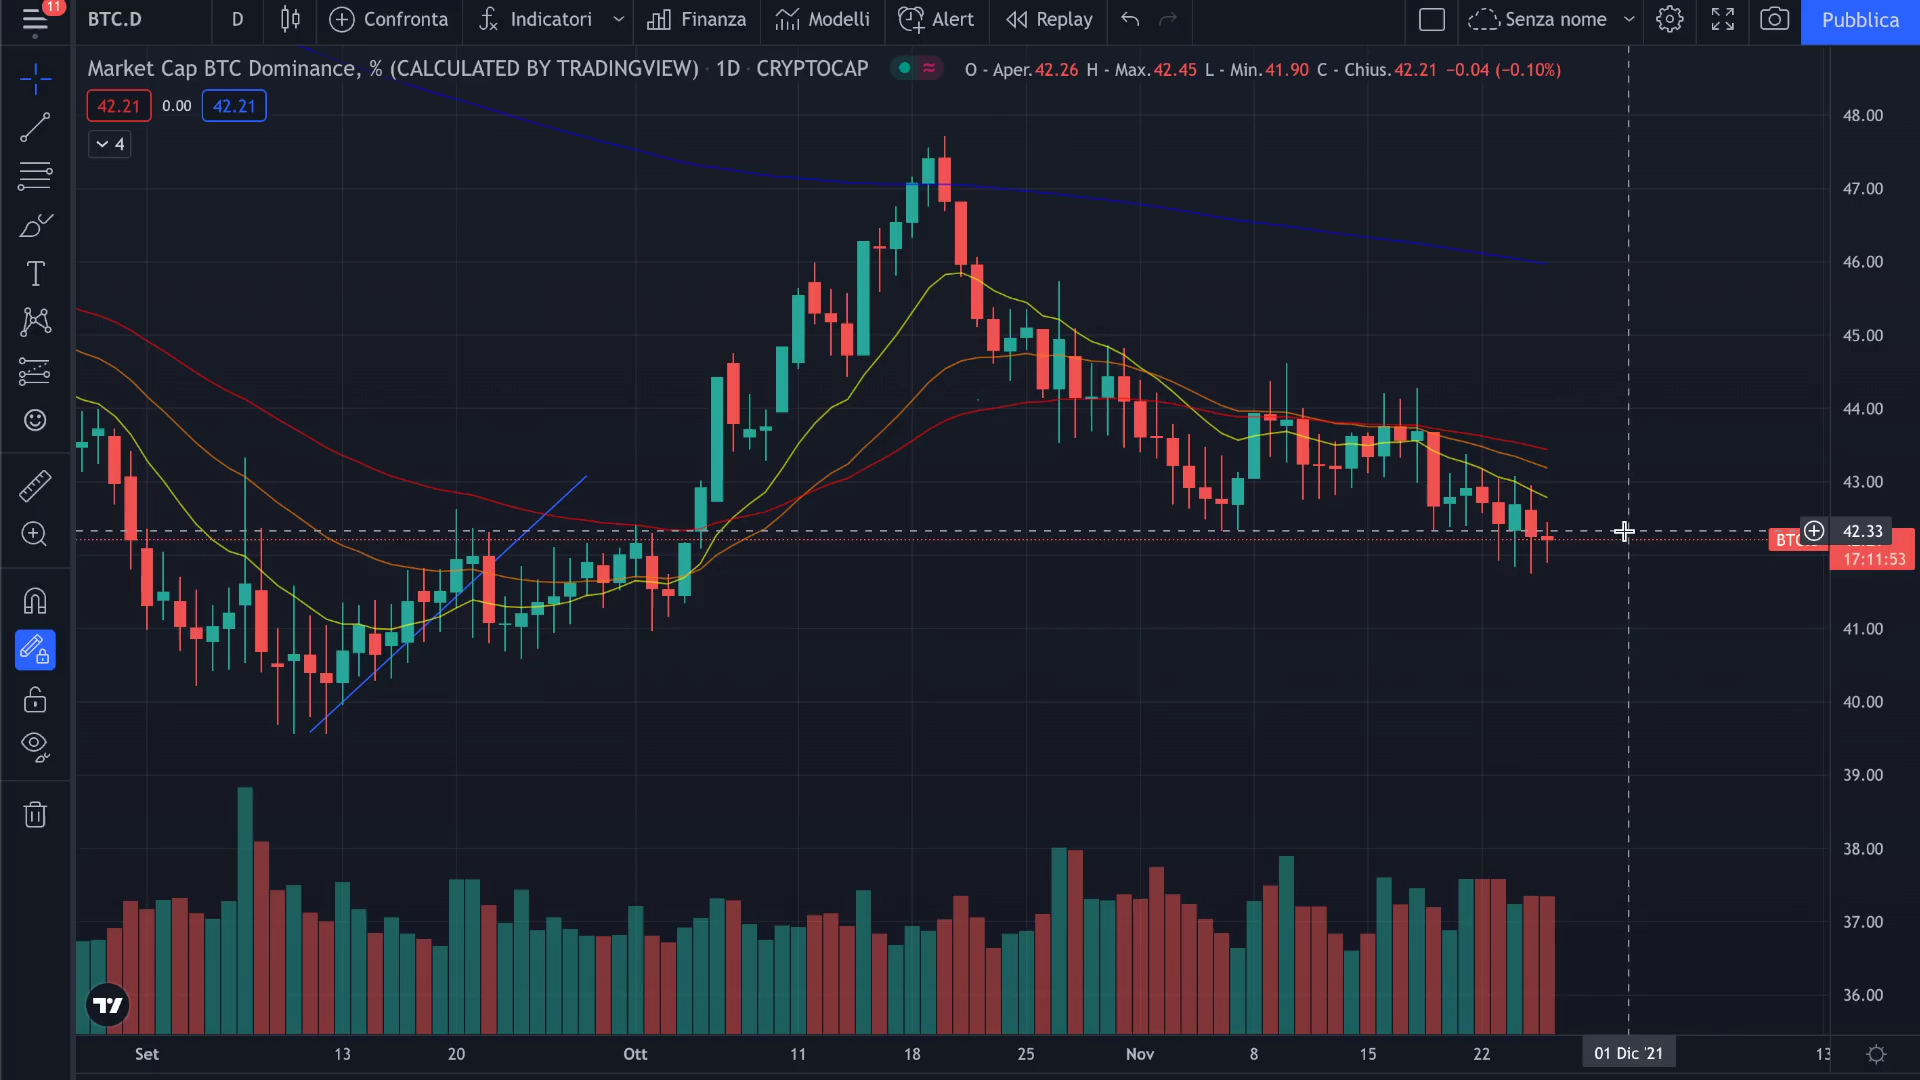 11
BTC.D
D
Confronta
Indicatori
Finanza
Modelli
Alert
Replay
Senza nome
Pubblica
Market Cap BTC Dominance, % (CALCULATED BY TRADINGVIEW) · 1D · CRYPTOCAP
O - Aper.42.26 H - Max.42.45 L - Min.41.90 C - Chius.42.21 −0.04 (−0.10%)
42.21 0.00 42.21
4
48.00
47.00
46.00
45.00
44.00
43.00
42.33
17:11:53
41.00
40.00
39.00
38.00
37.00
36.00
Set 13 20 Ott 11 18 25 Nov 8 15 22 01 Dic '21